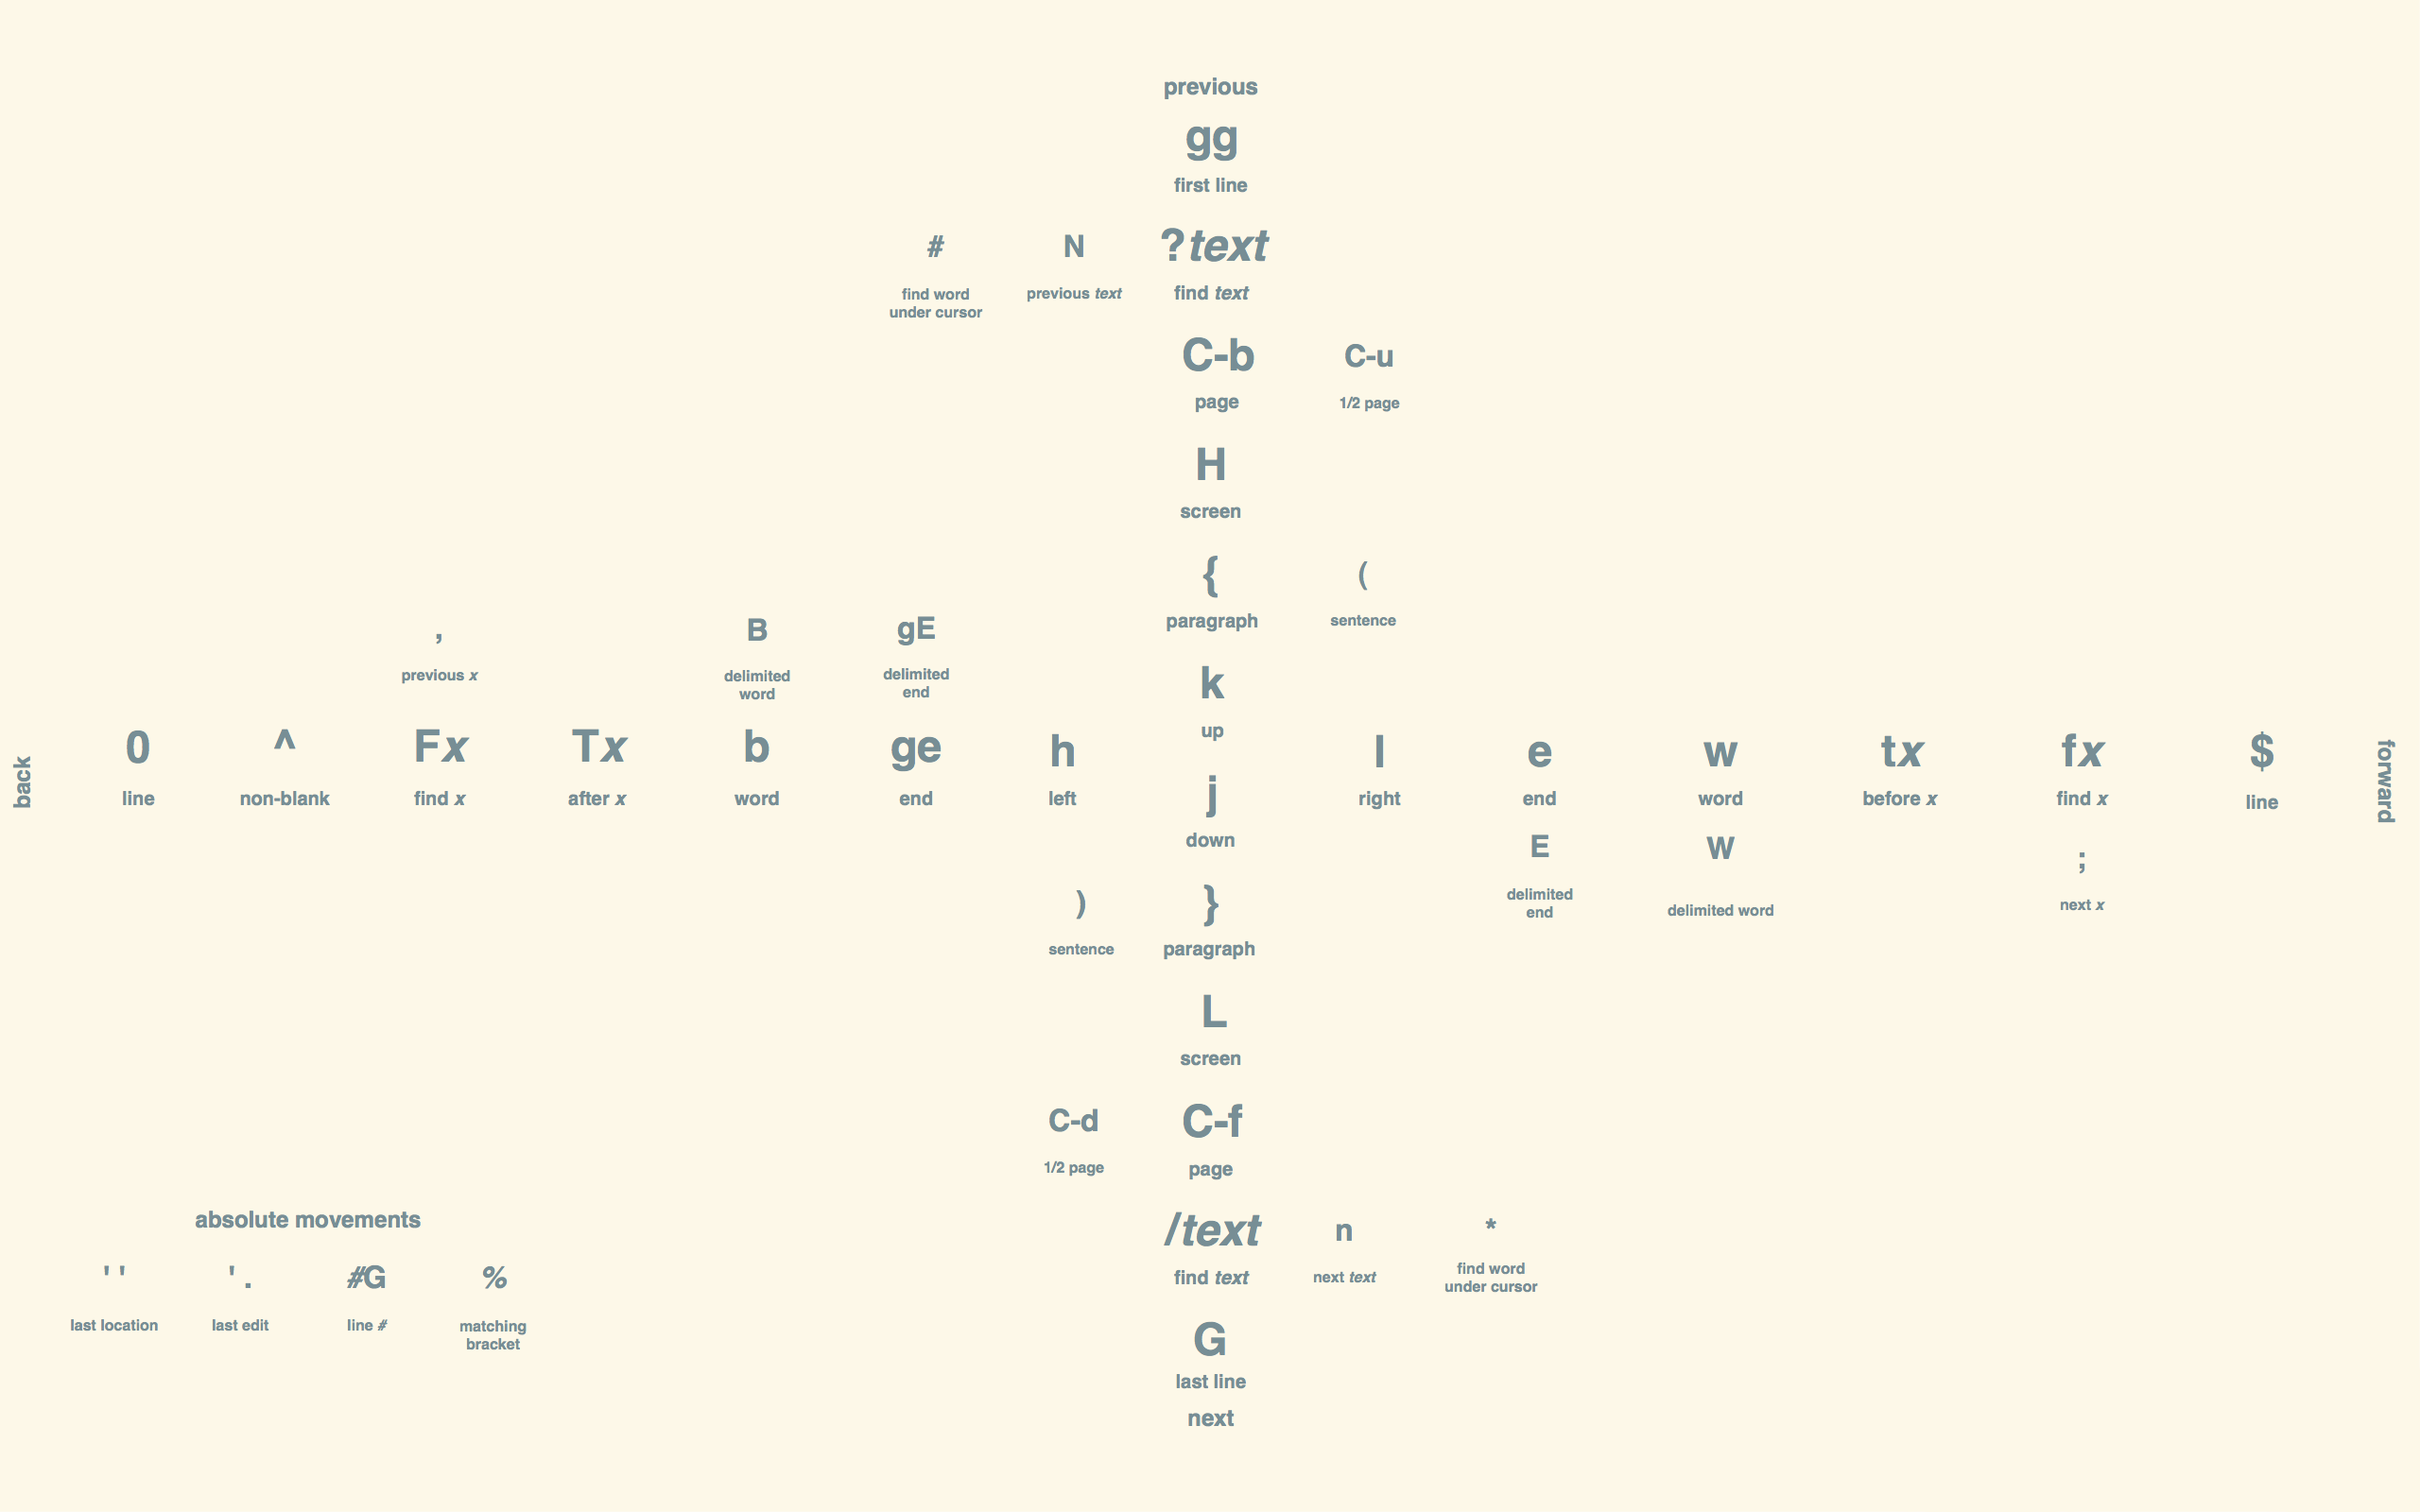 previous
gg
first line
# N ?text
find word previous text find text
under cursor
C-b C-u
page 1/2 page
H
screen
{ (
paragraph sentence
, B gE
previous x delimited delimited
word end
k
up
back 0 ^ Fx Tx b ge h l e w tx fx $ forward
line non-blank find x after x word end left right end word before x find x line
j
down
E W ;
delimited delimited word next x
end
) }
sentence paragraph
L
screen
C-d C-f
1/2 page page
absolute movements
' ' ' . #G %
last location last edit line # matching
bracket
/text n *
find text next text find word
under cursor
G
last line
next